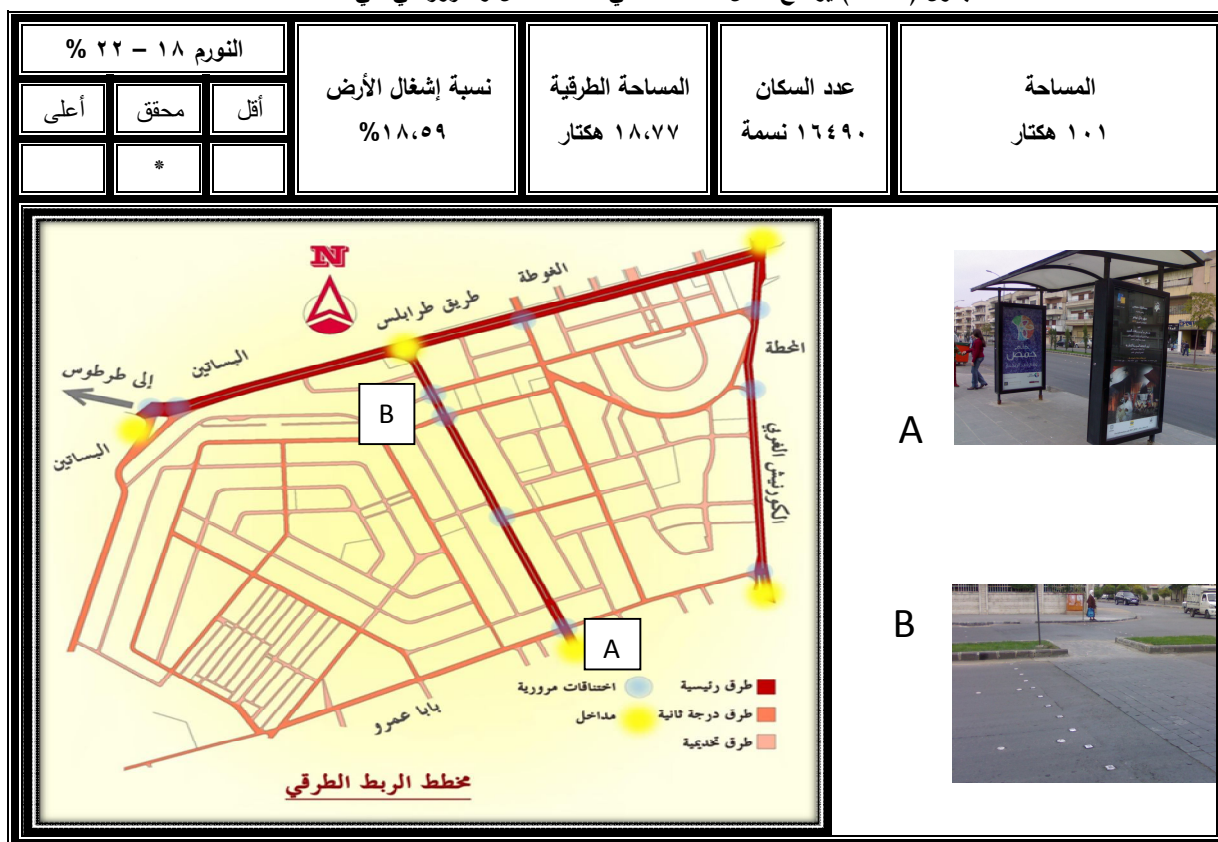 المساحة
١٠١ هكتار
عدد السكان
١٦٤٩٠ نسمة
المساحة الطرقية
١٨،٧٧ هكتار
نسبة إشغال الأرض
١٨،٥٩%
النورم ١٨ – ٢٢ %
أقل محقق أعلى
*
N
الغوطة
طريق طرابلس
البساتين
إلى طرطوس
البساتين
المحطة
الكورنيش الغربي
بابا عمرو
B
A
طرق رئيسية
اختناقات مرورية
طرق درجة ثانية
مداخل
طرق تخديمية
مخطط الربط الطرقي
A
حمص
B